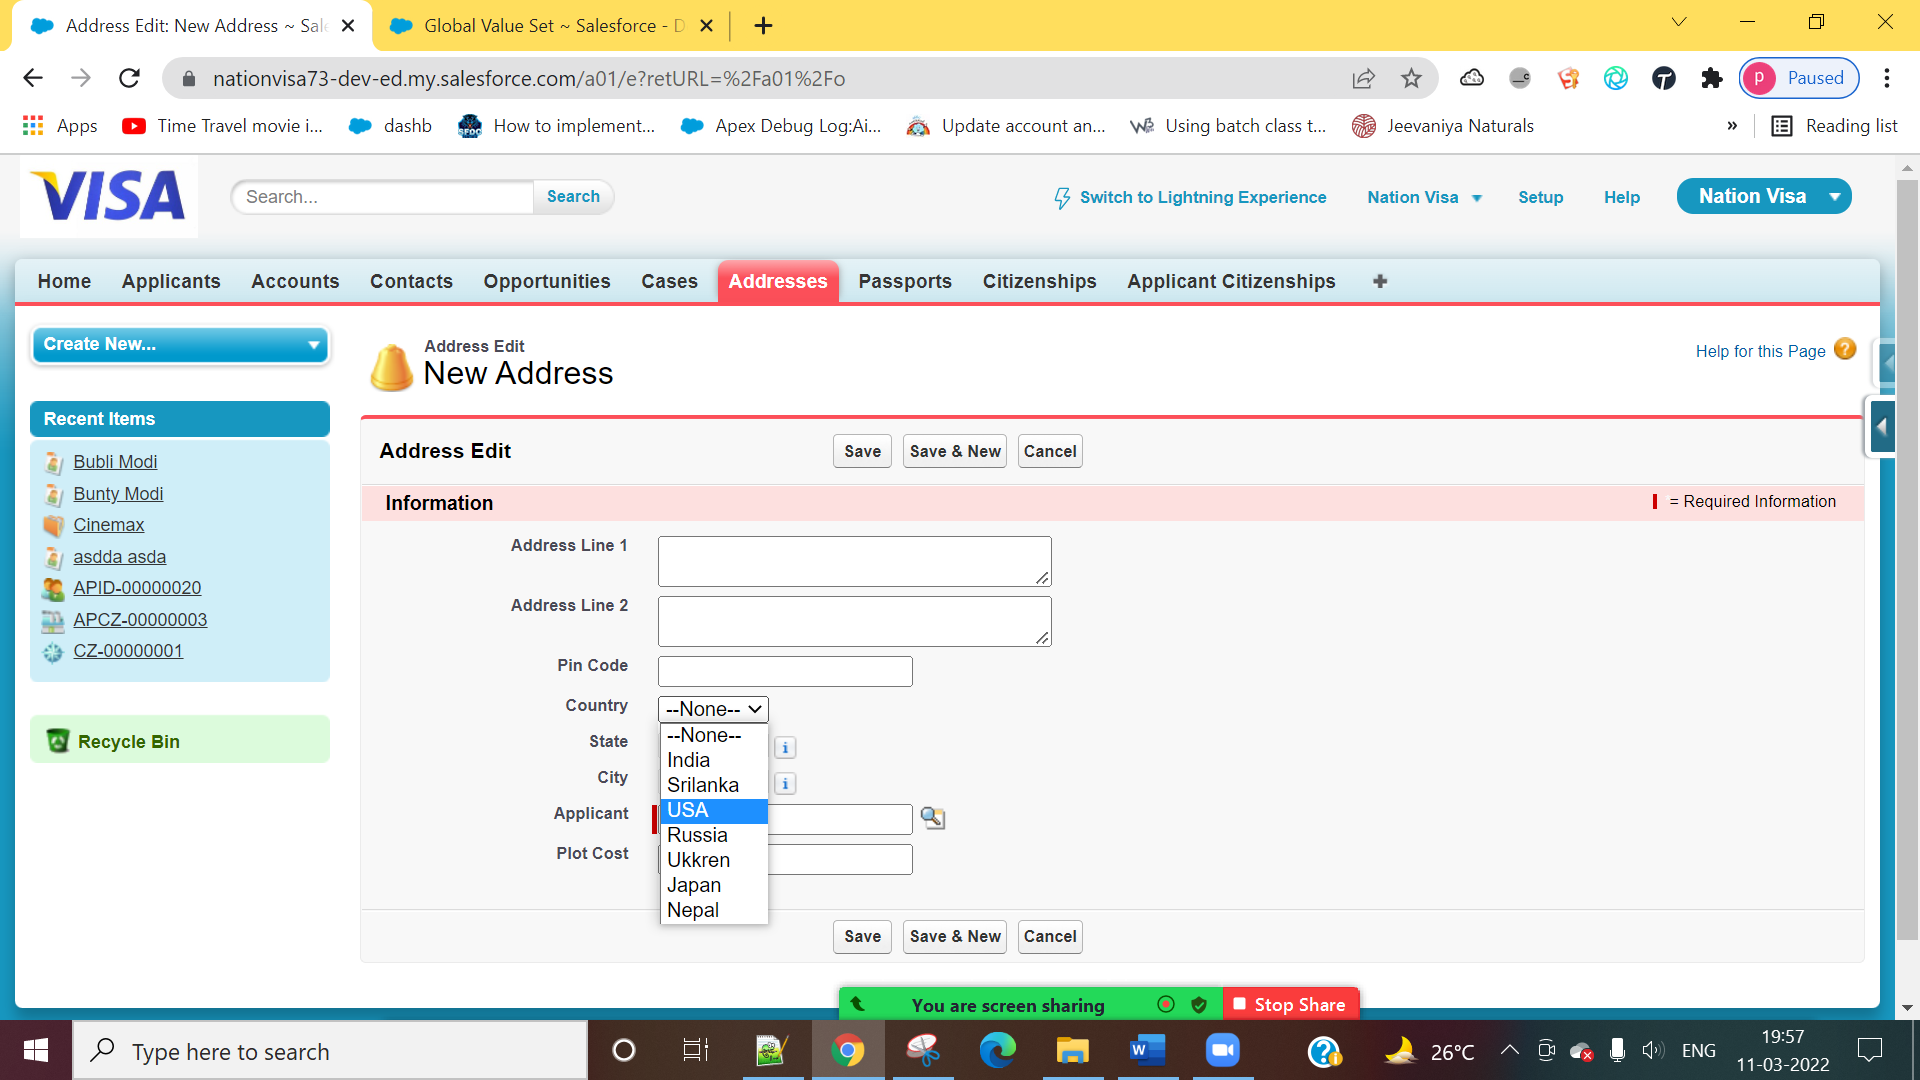 Address Edit: New Address ~ Sal
Global Value Set ~ Salesforce - D
nationvisa73-dev-ed.my.salesforce.com/a01/e?retURL=%2Fa01%2Fo
P Paused
Apps
Time Travel movie i...
dashb
How to implement...
Apex Debug Log:Ai...
Update account an...
Using batch class t...
Jeevaniya Naturals
»
Reading list
VISA
Search...
Search
Switch to Lightning Experience
Nation Visa
Setup
Help
Nation Visa
Home
Applicants
Accounts
Contacts
Opportunities
Cases
Addresses
Passports
Citizenships
Applicant Citizenships
Create New...
Address Edit
New Address
Help for this Page
Recent Items
Bubli Modi
Bunty Modi
Cinemax
asdda asda
APID-00000020
APCZ-00000003
CZ-00000001
Recycle Bin
Address Edit
Save
Save & New
Cancel
Information
= Required Information
Address Line 1
Address Line 2
Pin Code
Country
--None--
State
City
Applicant
Plot Cost
--None--
India
Srilanka
USA
Russia
Ukkren
Japan
Nepal
Save
Save & New
Cancel
You are screen sharing
Stop Share
Type here to search
26°C
ENG
19:57
11-03-2022